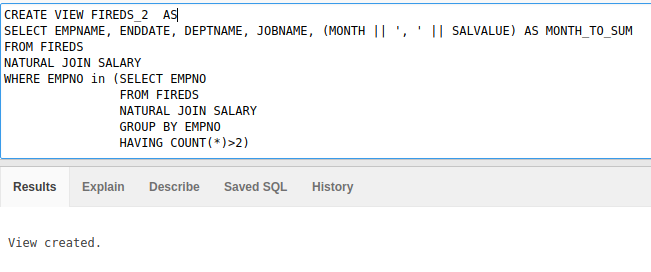 CREATE VIEW FIREDS_2  AS
SELECT EMPNAME, ENDDATE, DEPTNAME, JOBNAME, (MONTH || ', ' || SALVALUE) AS MONTH_TO_SUM
FROM FIREDS
NATURAL JOIN SALARY
WHERE EMPNO in (SELECT EMPNO
                FROM FIREDS
                NATURAL JOIN SALARY
                GROUP BY EMPNO
                HAVING COUNT(*)>2)
Results Explain Describe Saved SQL History
View created.